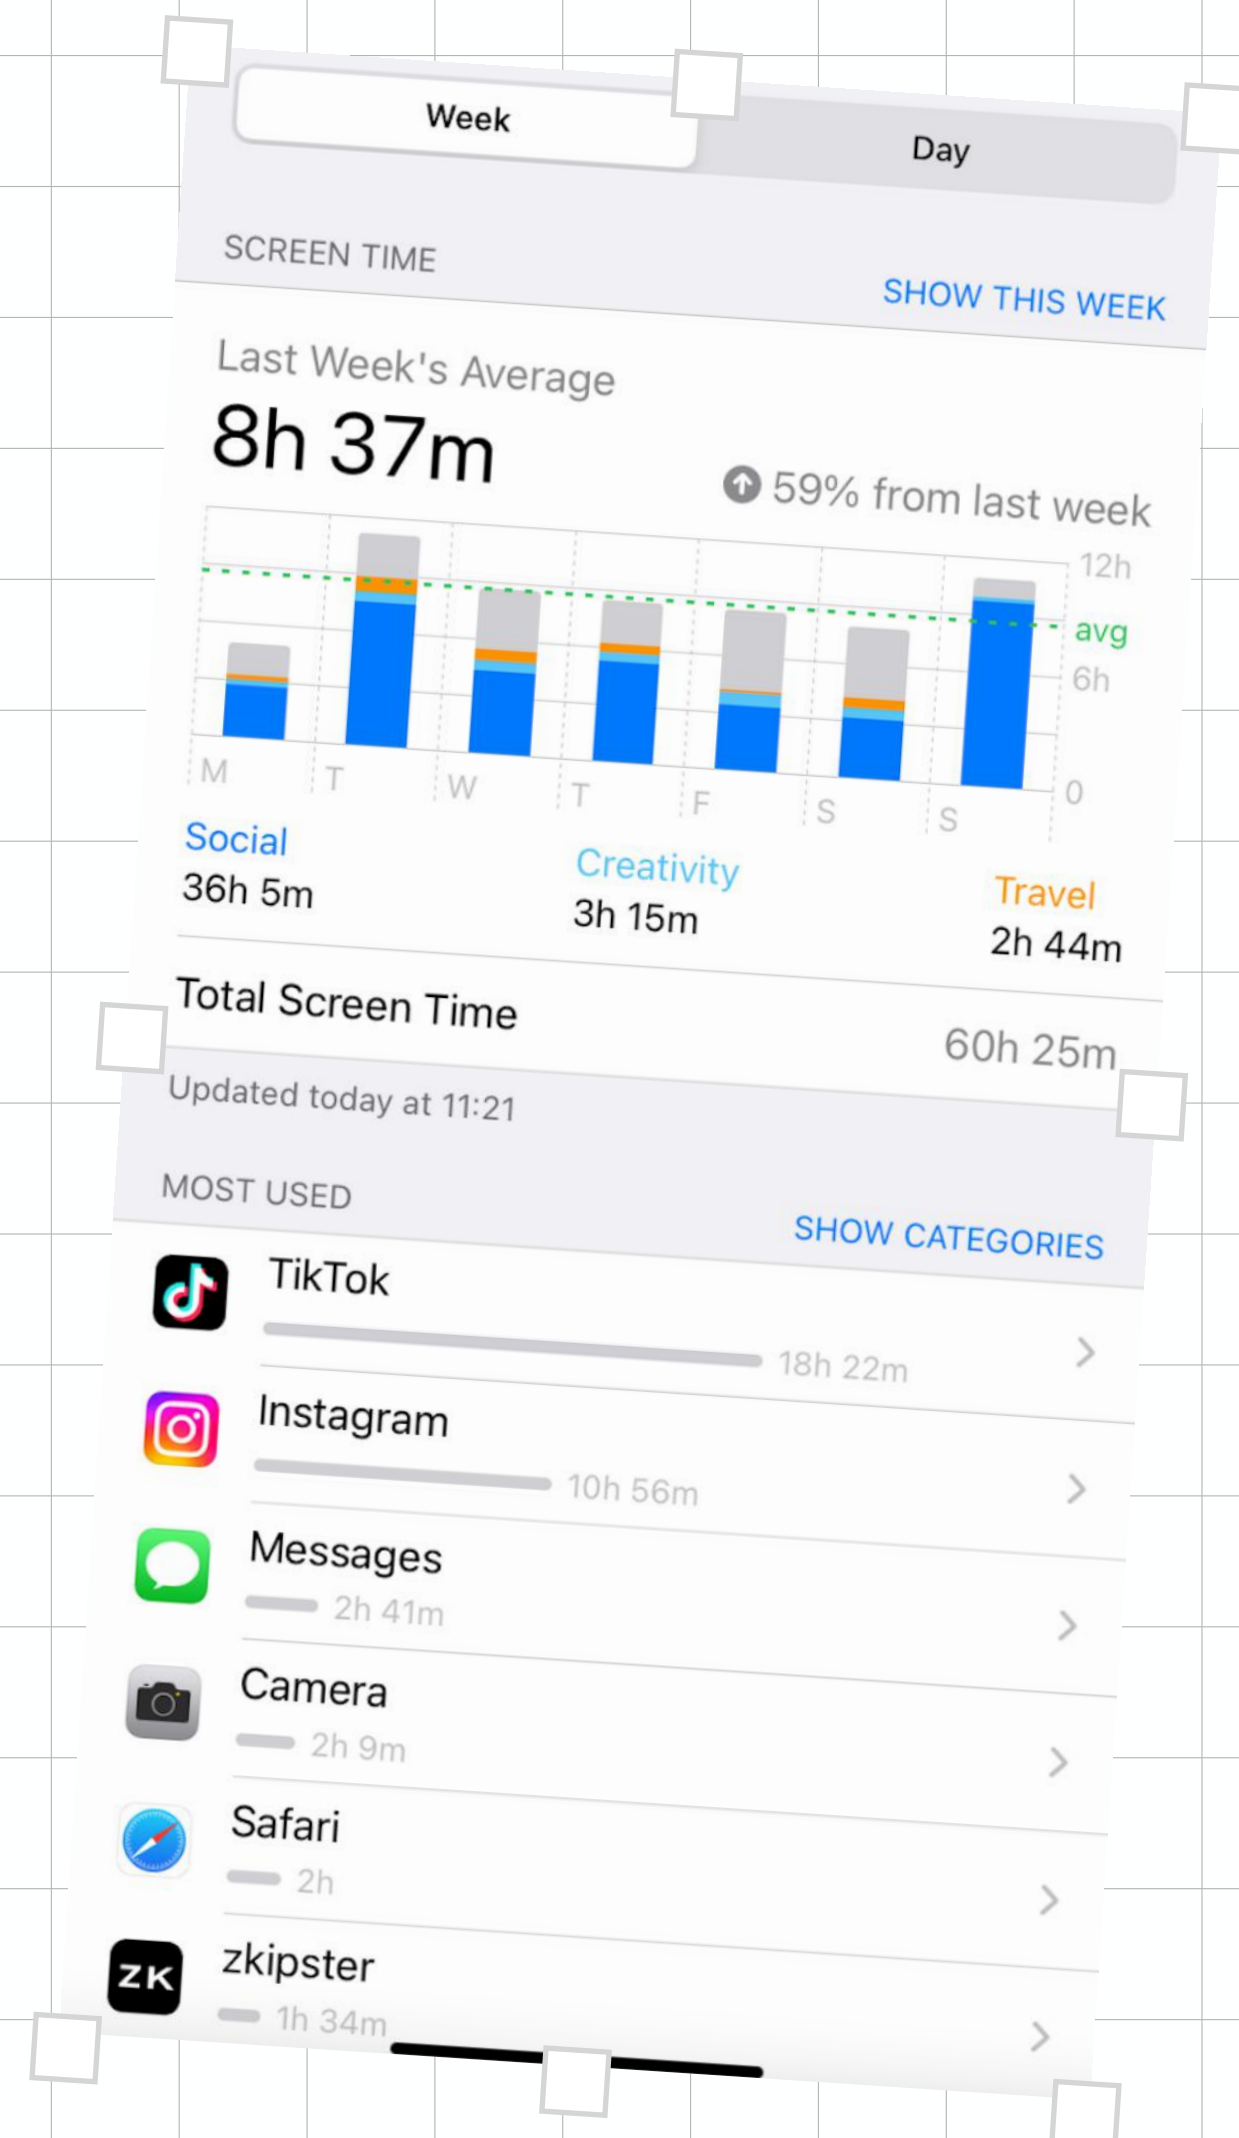 Week
Day
SCREEN TIME
SHOW THIS WEEK
Last Week's Average
8h 37m
59% from last week
12h
avg
6h
0
M T W T F S S
Social
Creativity
Travel
36h 5m
3h 15m
2h 44m
Total Screen Time
60h 25m
Updated today at 11:21
MOST USED
SHOW CATEGORIES
TikTok
18h 22m
Instagram
10h 56m
Messages
2h 41m
Camera
2h 9m
Safari
2h
ZK
zkipster
1h 34m